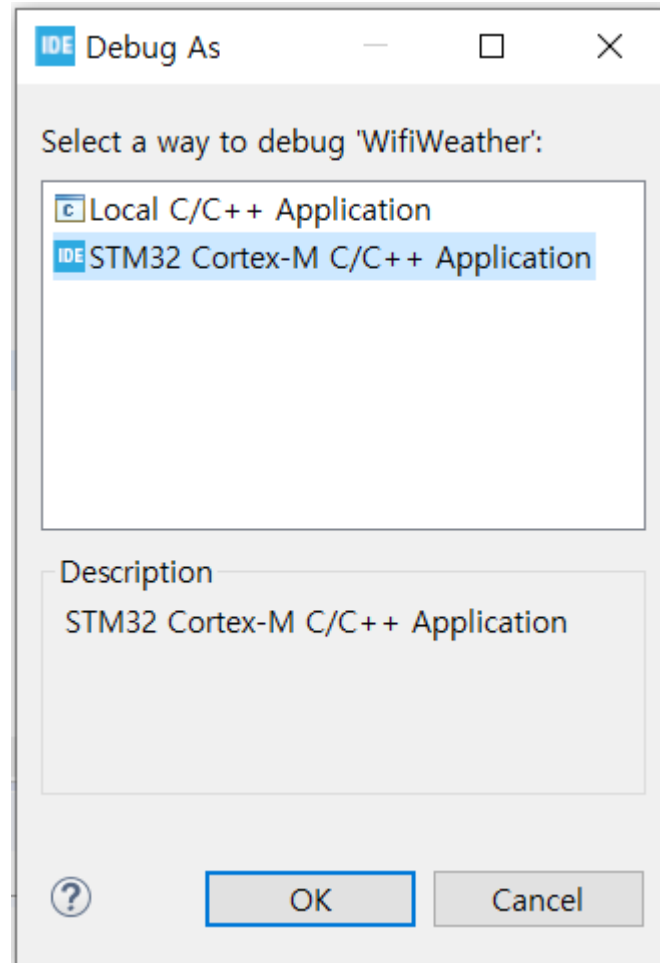 IDE Debug As
Select a way to debug 'WifiWeather':
c Local C/C++ Application
IDE STM32 Cortex-M C/C++ Application
Description
STM32 Cortex-M C/C++ Application
? OK Cancel